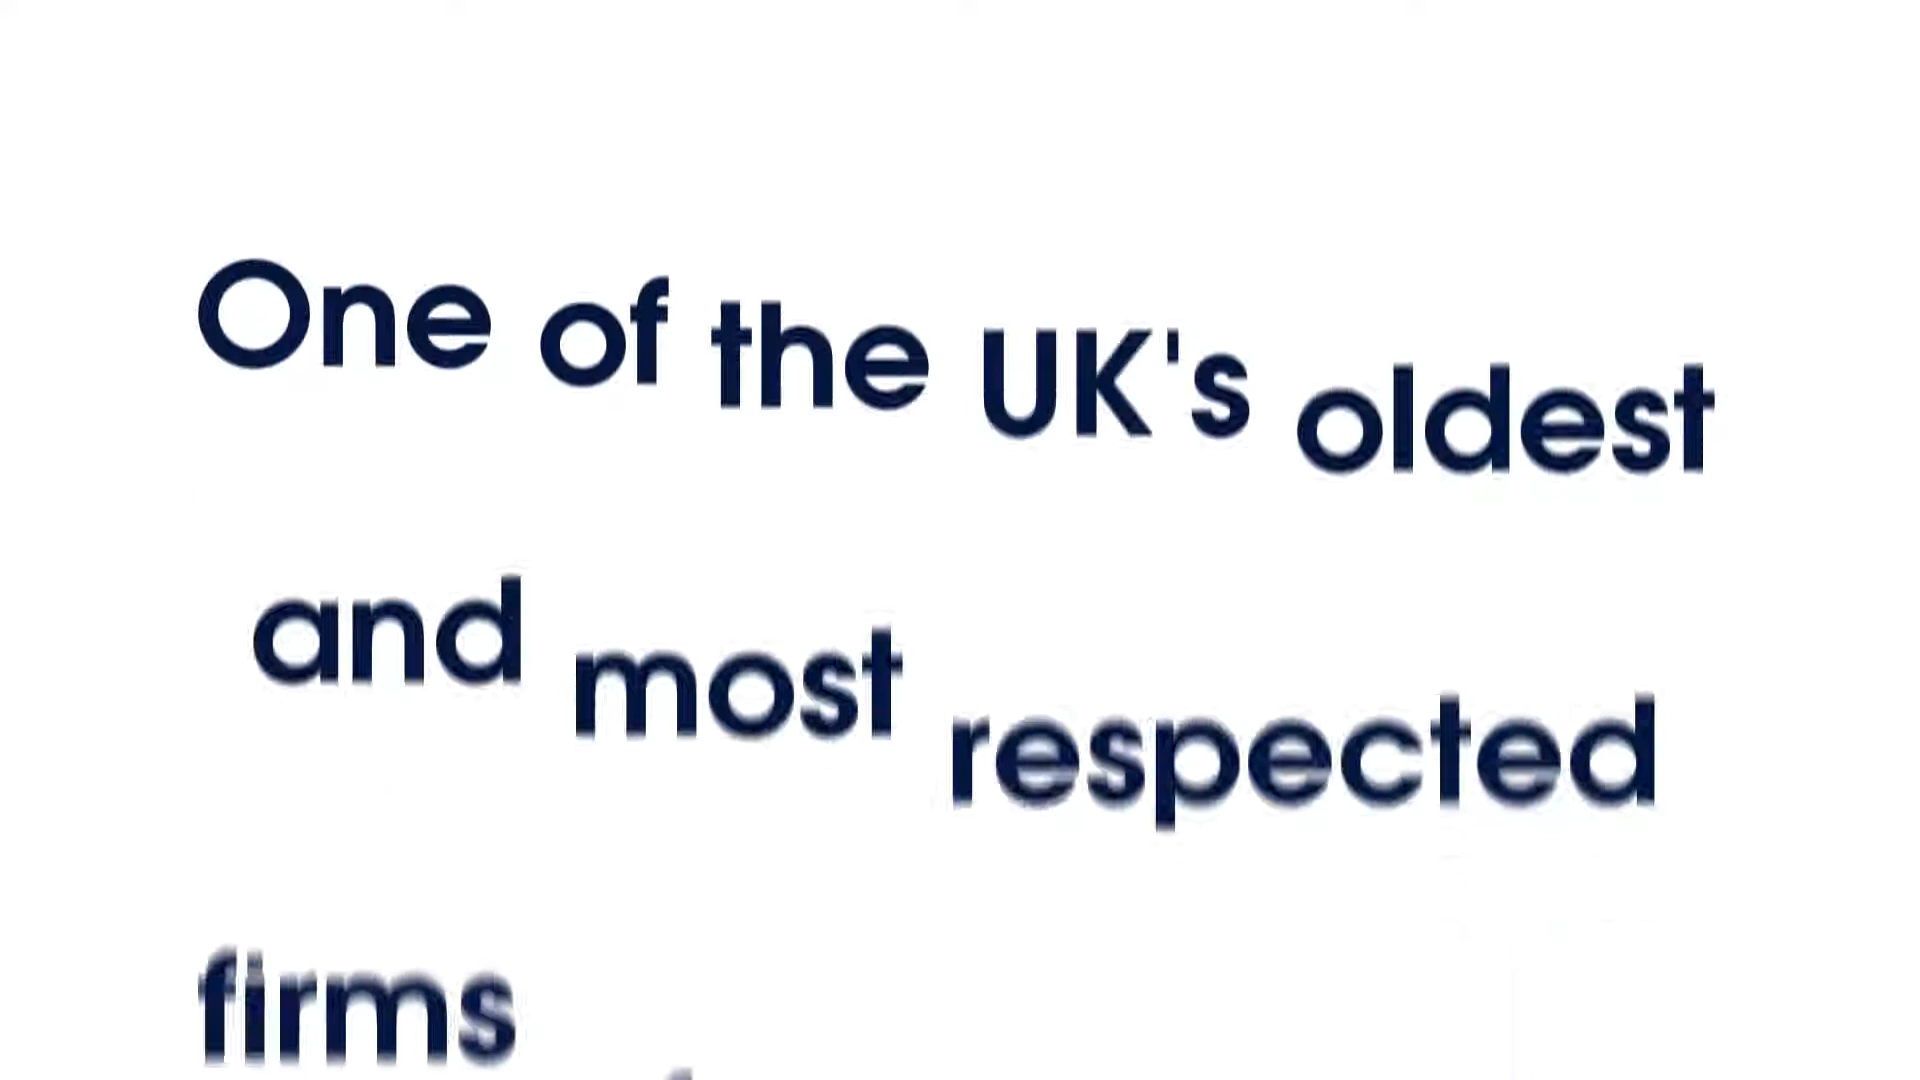 One of the UK's oldest
and most respected
firms